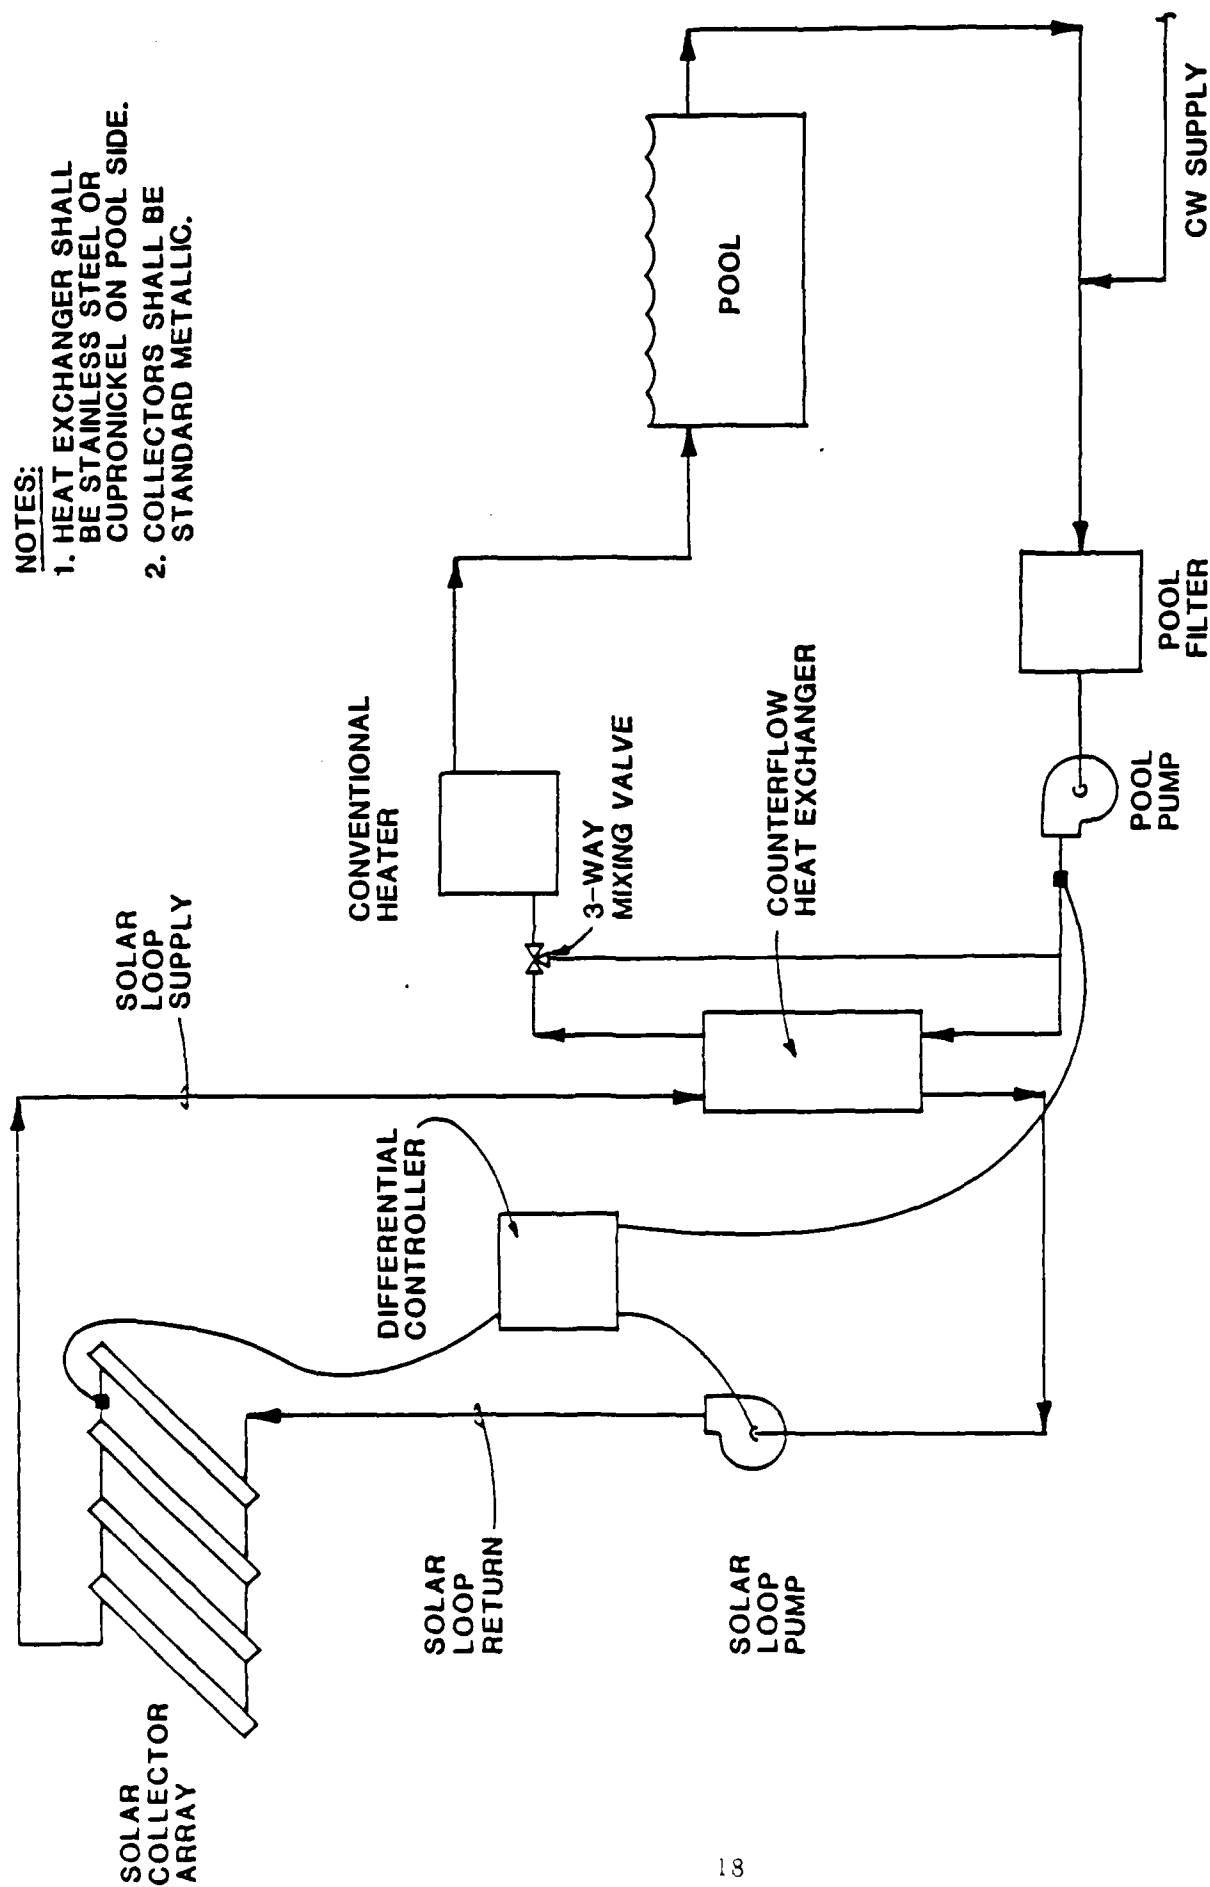 NOTES:
1. HEAT EXCHANGER SHALL
BE STAINLESS STEEL OR
CUPRONICKEL ON POOL SIDE.
2. COLLECTORS SHALL BE
STANDARD METALLIC.
SOLAR
COLLECTOR
ARRAY
SOLAR
LOOP
SUPPLY
DIFFERENTIAL
CONTROLLER
CONVENTIONAL
HEATER
SOLAR
LOOP
RETURN
3-WAY
MIXING VALVE
POOL
SOLAR
LOOP
PUMP
COUNTERFLOW
HEAT EXCHANGER
POOL
PUMP
POOL
FILTER
CW SUPPLY
18